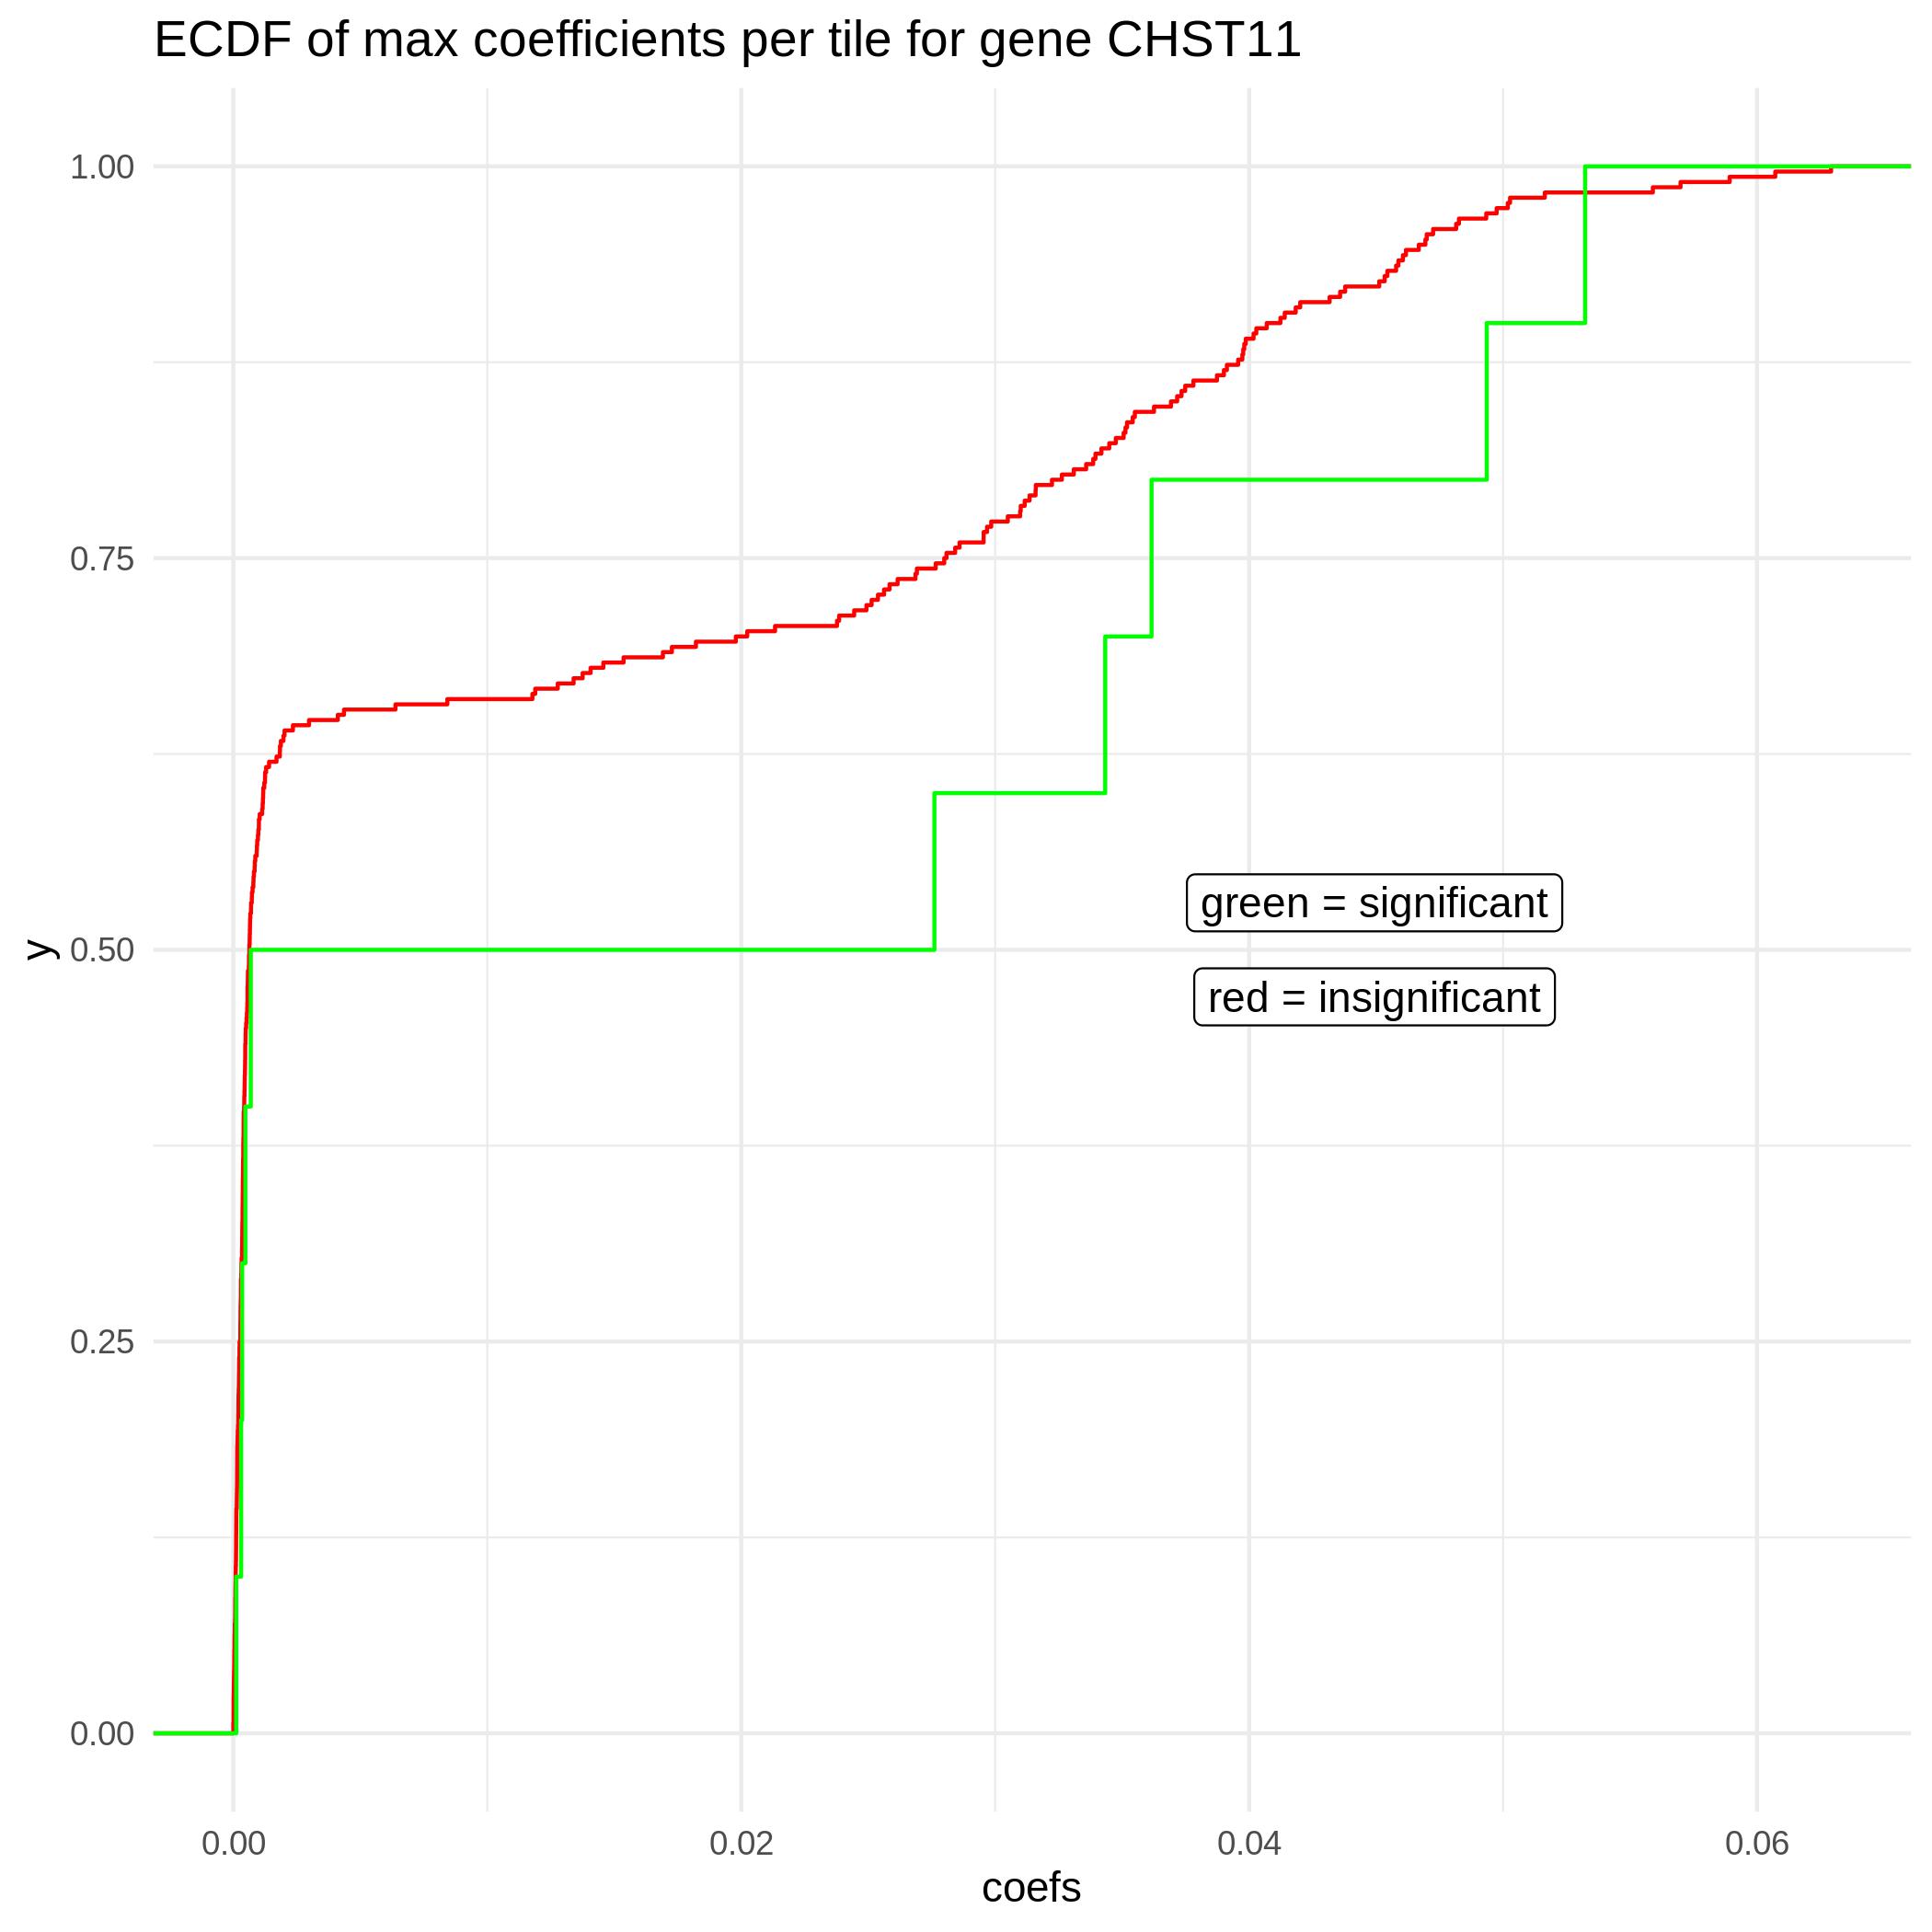 ECDF of max coefficients per tile for gene CHST11
1.00
0.75
0.50
0.25
0.00
y
green = significant
red = insignificant
0.00 0.02 0.04 0.06
coefs